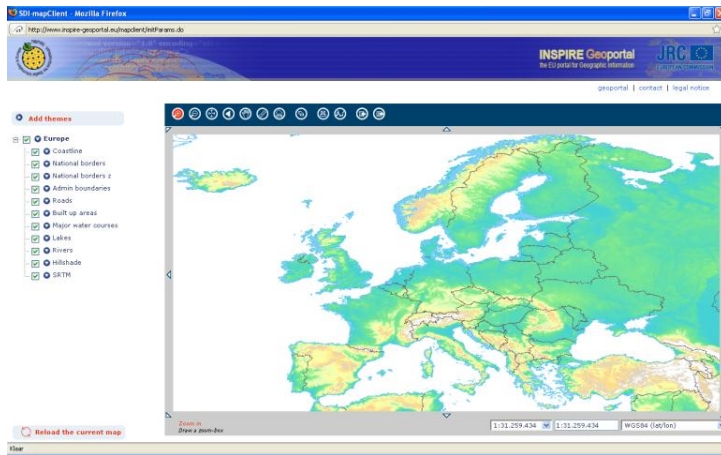 SDI-mapClient - Mozilla Firefox
http://www.inspire-geoportal.eu/mapclient/InitParams.do
INSPIRE Geoportal
the EU portal for Geographic information
JRC
EUROPEAN COMMISSION
geoportal | contact | legal notice
Add themes
Europe
Coastline
National borders
National borders 2
Admin boundaries
Roads
Built up areas
Major water courses
Lakes
Rivers
Hillshade
SRTM
Reload the current map
Zoom in
Draw a zoom-box
1:31.259.434
1:31.259.434
WGS84 (lat/lon)
Klaar